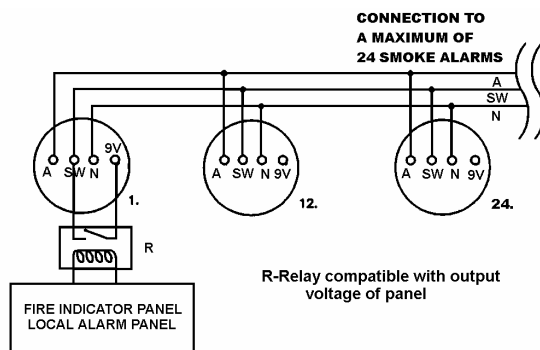 CONNECTION TO
A MAXIMUM OF
24 SMOKE ALARMS
A
SW
N
A SW N 9V
1.
A SW N 9V
12.
A SW N 9V
24.
R
R-Relay compatible with output
voltage of panel
FIRE INDICATOR PANEL
LOCAL ALARM PANEL